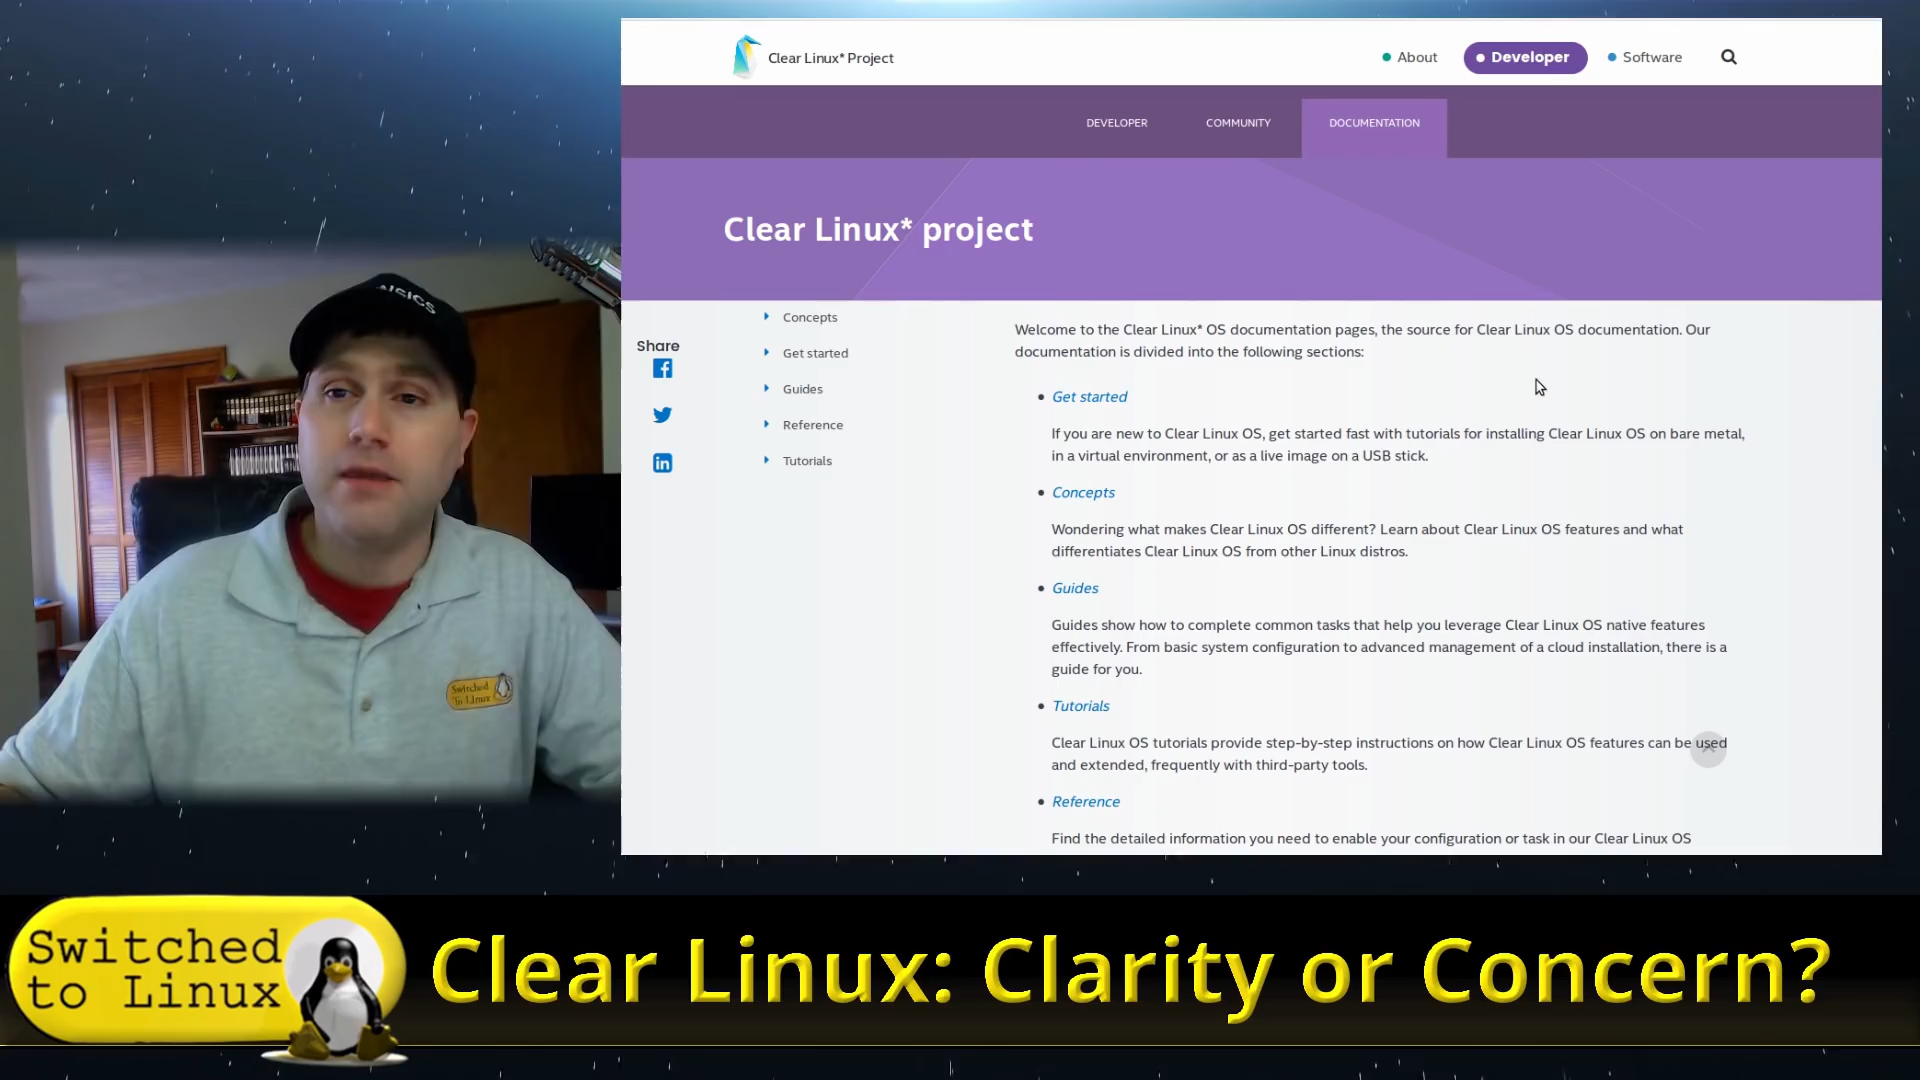 Clear Linux* Project
About
Developer
Software
DEVELOPER
COMMUNITY
DOCUMENTATION
Clear Linux* project
Share
Concepts
Get started
Guides
Reference
Tutorials
Welcome to the Clear Linux* OS documentation pages, the source for Clear Linux OS documentation. Our
documentation is divided into the following sections:
Get started
If you are new to Clear Linux OS, get started fast with tutorials for installing Clear Linux OS on bare metal,
in a virtual environment, or as a live image on a USB stick.
Concepts
Wondering what makes Clear Linux OS different? Learn about Clear Linux OS features and what
differentiates Clear Linux OS from other Linux distros.
Guides
Guides show how to complete common tasks that help you leverage Clear Linux OS native features
effectively. From basic system configuration to advanced management of a cloud installation, there is a
guide for you.
Tutorials
Clear Linux OS tutorials provide step-by-step instructions on how Clear Linux OS features can be used
and extended, frequently with third-party tools.
Reference
Find the detailed information you need to enable your configuration or task in our Clear Linux OS
Switched
To Linux
Switched
to Linux
Clear Linux: Clarity or Concern?